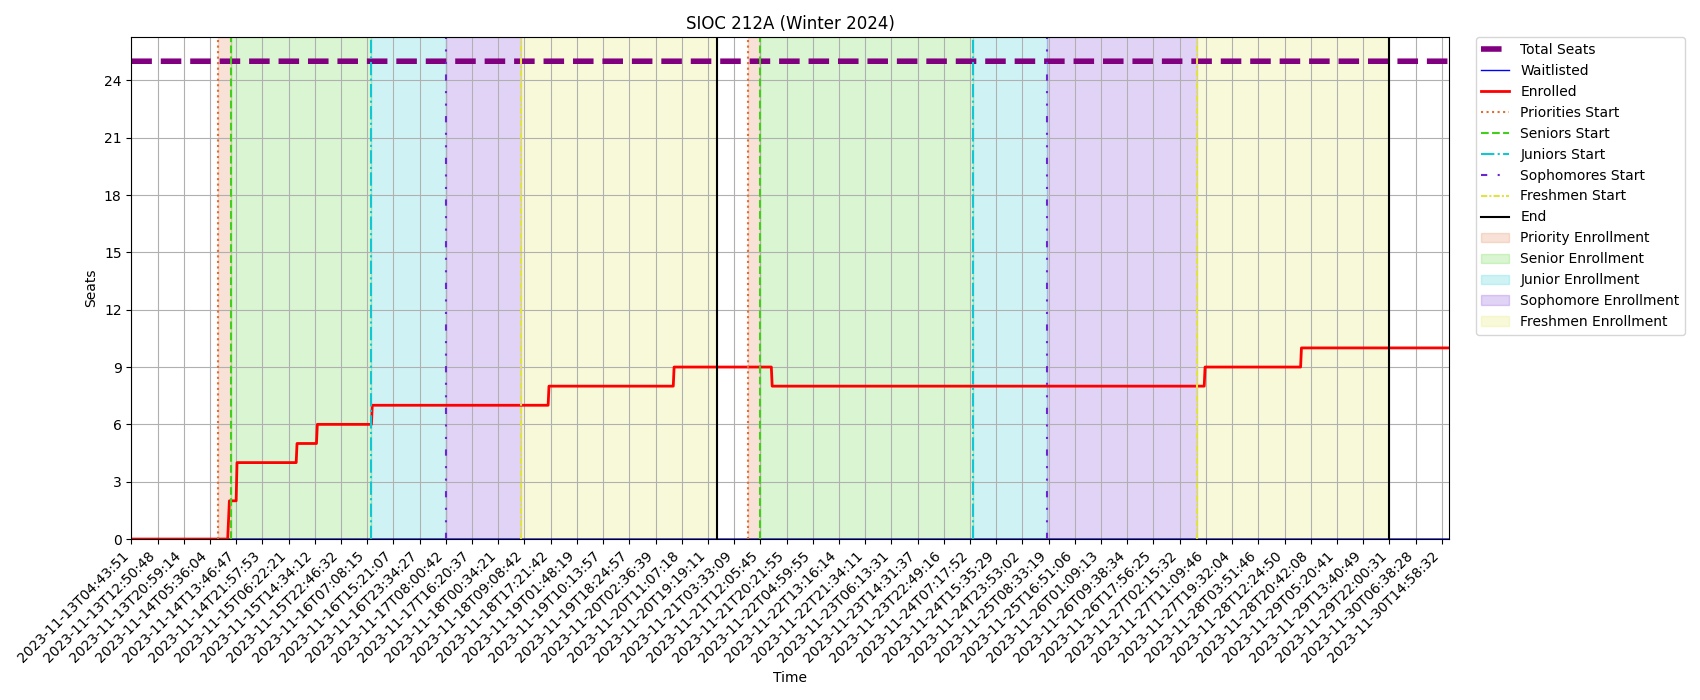 SIOC 212A (Winter 2024)
Seats
24
21
18
15
12
9
6
3
0
2023-11-13T04:43:51
2023-11-13T12:50:48
2023-11-13T20:59:14
2023-11-14T05:36:04
2023-11-14T13:46:47
2023-11-14T21:57:53
2023-11-15T06:22:21
2023-11-15T14:34:12
2023-11-15T22:46:32
2023-11-16T07:08:15
2023-11-16T15:21:07
2023-11-16T23:34:27
2023-11-17T08:00:42
2023-11-17T16:20:37
2023-11-18T00:34:21
2023-11-18T09:08:42
2023-11-18T17:21:42
2023-11-19T01:48:19
2023-11-19T10:13:57
2023-11-19T18:24:57
2023-11-20T02:36:39
2023-11-20T11:07:18
2023-11-20T19:19:11
2023-11-21T03:33:09
2023-11-21T12:05:45
2023-11-21T20:21:55
2023-11-22T04:59:55
2023-11-22T13:16:14
2023-11-22T21:34:11
2023-11-23T06:13:31
2023-11-23T14:31:37
2023-11-23T22:49:16
2023-11-24T07:17:52
2023-11-24T15:35:29
2023-11-24T23:53:02
2023-11-25T08:33:19
2023-11-25T16:51:06
2023-11-26T01:09:13
2023-11-26T09:38:34
2023-11-26T17:56:25
2023-11-27T02:15:32
2023-11-27T11:09:46
2023-11-27T19:32:04
2023-11-28T03:51:46
2023-11-28T12:24:50
2023-11-28T20:42:08
2023-11-29T05:20:41
2023-11-29T13:40:49
2023-11-29T22:00:31
2023-11-30T06:38:28
2023-11-30T14:58:32
Time
Total Seats
Waitlisted
Enrolled
Priorities Start
Seniors Start
Juniors Start
Sophomores Start
Freshmen Start
End
Priority Enrollment
Senior Enrollment
Junior Enrollment
Sophomore Enrollment
Freshmen Enrollment